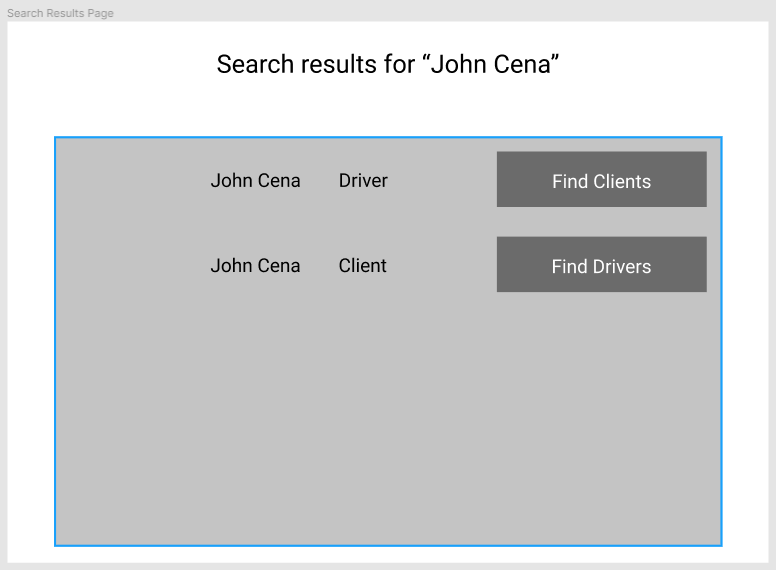 Search Results Page
Search results for “John Cena”
John Cena Driver Find Clients
John Cena Client Find Drivers